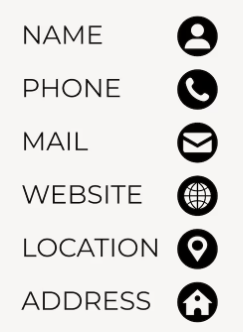 NAME
PHONE
MAIL
WEBSITE
LOCATION
ADDRESS